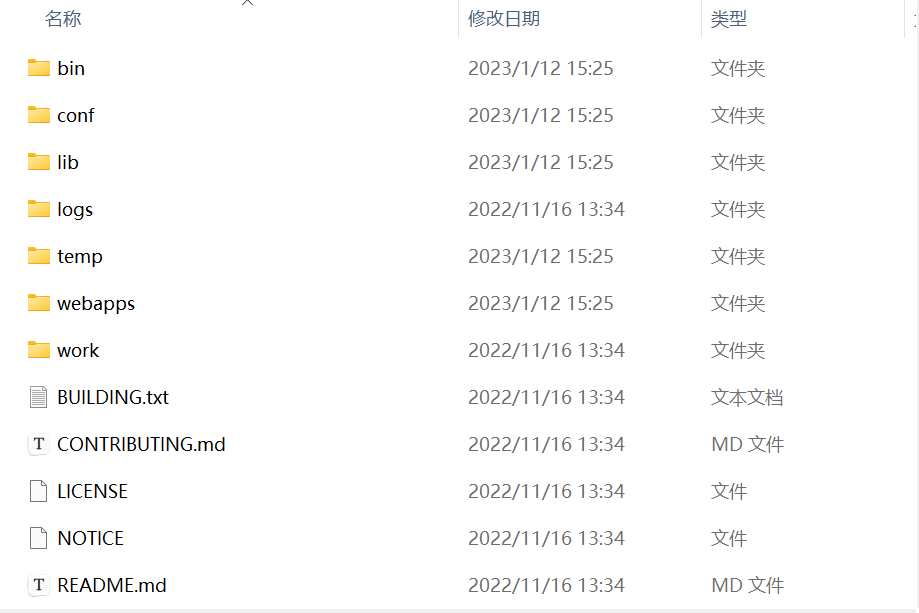 名称 修改日期 类型
bin 2023/1/12 15:25 文件夹
conf 2023/1/12 15:25 文件夹
lib 2023/1/12 15:25 文件夹
logs 2022/11/16 13:34 文件夹
temp 2023/1/12 15:25 文件夹
webapps 2023/1/12 15:25 文件夹
work 2022/11/16 13:34 文件夹
BUILDING.txt 2022/11/16 13:34 文本文档
CONTRIBUTING.md 2022/11/16 13:34 MD 文件
LICENSE 2022/11/16 13:34 文件
NOTICE 2022/11/16 13:34 文件
README.md 2022/11/16 13:34 MD 文件